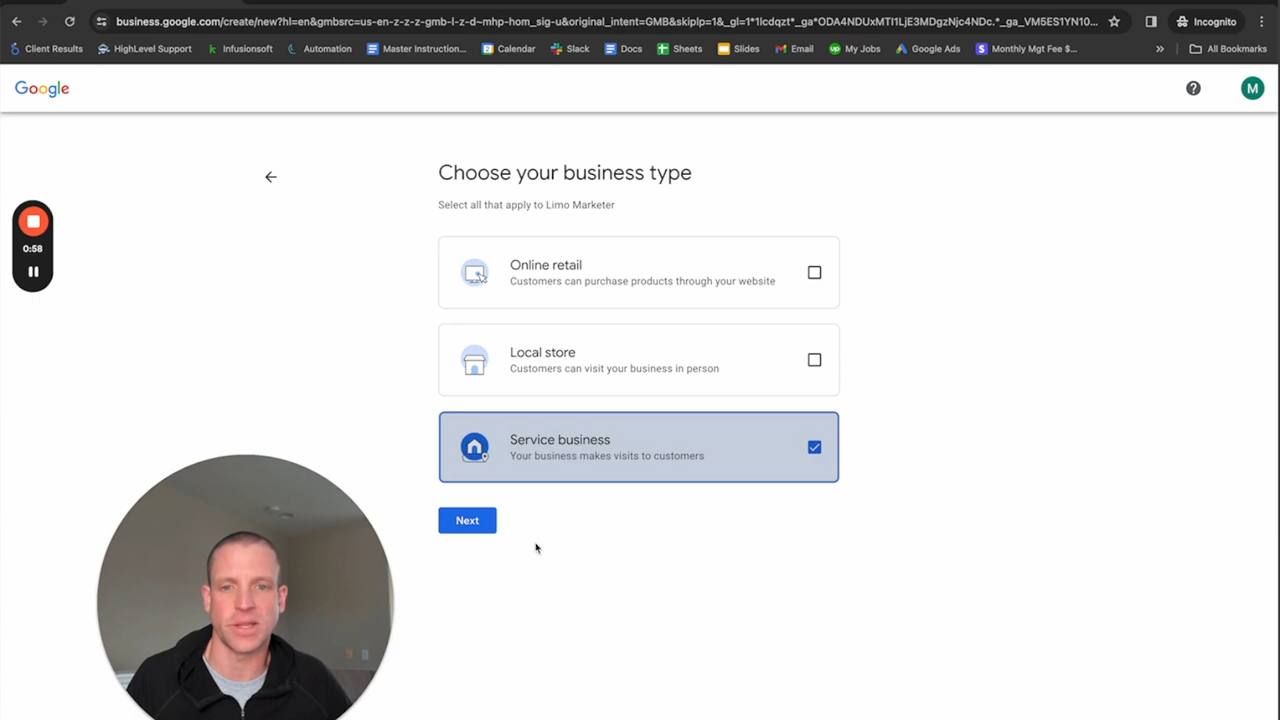 business.google.com/create/new?hl=en&gmbsrc=us-en-z-z-z-gmb-l-z-d~mhp-hom_sig-u&original_intent=GMB&skiplp=1&_gl=1*1lcdqzt*_ga*ODA4NDUxMTI1LjE3MDgzNjc4NDc.*_ga_VM5ES1YN10...
Incognito
Client Results
HighLevel Support
Infusionsoft
Automation
Master Instruction...
Calendar
Slack
Docs
Sheets
Slides
Email
My Jobs
Google Ads
Monthly Mgt Fee $...
»
All Bookmarks
Google
M
Choose your business type
Select all that apply to Limo Marketer
0:58
Online retail
Customers can purchase products through your website
Local store
Customers can visit your business in person
Service business
Your business makes visits to customers
Next